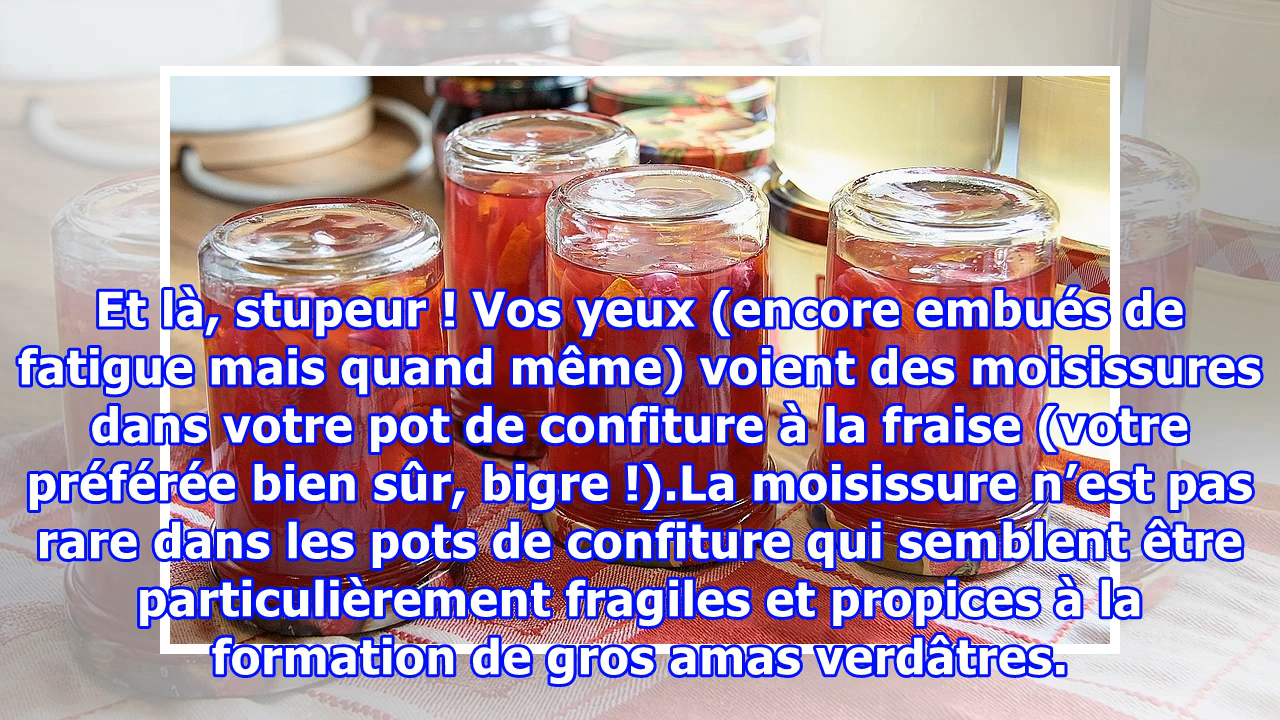 Et là, stupeur ! Vos yeux (encore embués de
fatigue mais quand même) voient des moisissures
dans votre pot de confiture à la fraise (votre
préférée bien sûr, bigre !).La moisissure n’est pas
rare dans les pots de confiture qui semblent être
particulièrement fragiles et propices à la
formation de gros amas verdâtres.